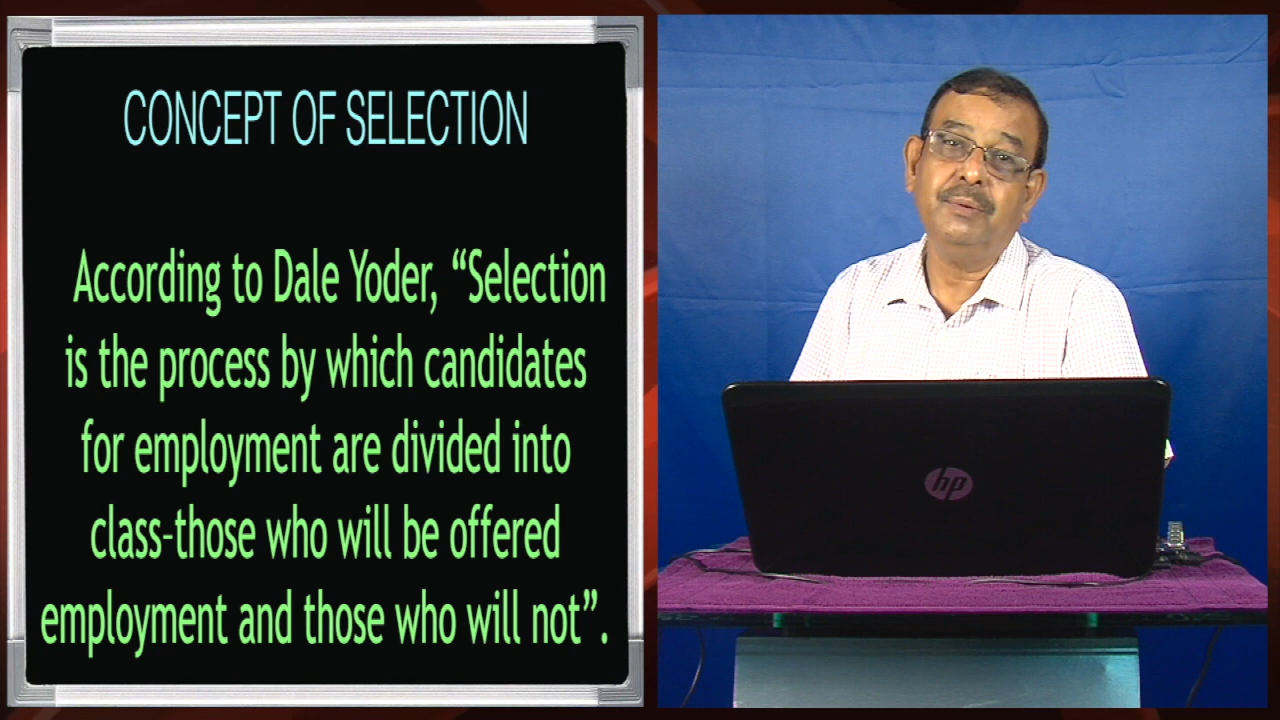 CONCEPT OF SELECTION
According to Dale Yoder, “Selection
is the process by which candidates
for employment are divided into
class-those who will be offered
employment and those who will not”.
hp